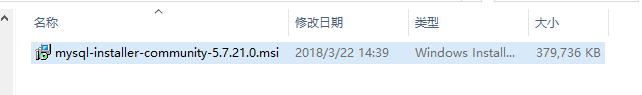 名称 修改日期 类型 大小
mysql-installer-community-5.7.21.0.msi 2018/3/22 14:39 Windows Install... 379,736 KB